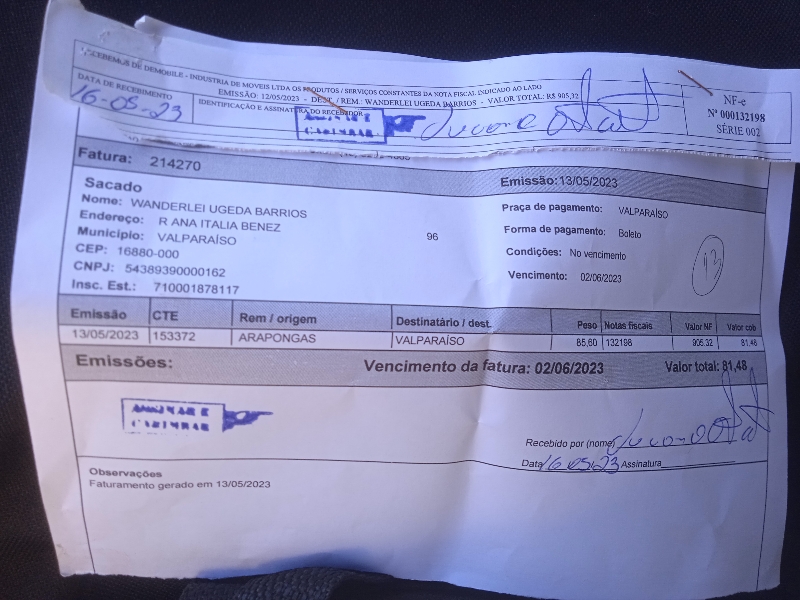 RECEBEMOS DE DEMOBILE - INDUSTRIA DE MOVEIS LTDA OS PRODUTOS / SERVIÇOS CONSTANTES DA NOTA FISCAL INDICADO AO LADO
EMISSÃO: 12/05/2023 - DEST. / REM.: WANDERLEI UGEDA BARRIOS - VALOR TOTAL: R$ 905,32
DATA DE RECEBIMENTO
16-05-23
IDENTIFICAÇÃO E ASSINATURA DO RECEBEDOR
ASSINAR E
CARIMBAR
NF-e
Nº 000132198
SÉRIE 002
Fatura: 214270
Emissão:13/05/2023
Sacado
Nome: WANDERLEI UGEDA BARRIOS
Endereço: R ANA ITALIA BENEZ 96
Município: VALPARAÍSO
CEP: 16880-000
CNPJ: 54389390000162
Insc. Est.: 710001878117
Praça de pagamento: VALPARAÍSO
Forma de pagamento: Boleto
Condições: No vencimento
Vencimento: 02/06/2023
Emissão CTE Rem / origem Destinatário / dest. Peso Notas fiscais Valor NF Valor cob
13/05/2023 153372 ARAPONGAS VALPARAÍSO 85,60 132198 905,32 81,48
Emissões: Vencimento da fatura: 02/06/2023 Valor total: 81,48
ASSINAR E
CARIMBAR
Recebido por (nome)
Data 16.05.23 Assinatura
Observações
Faturamento gerado em 13/05/2023